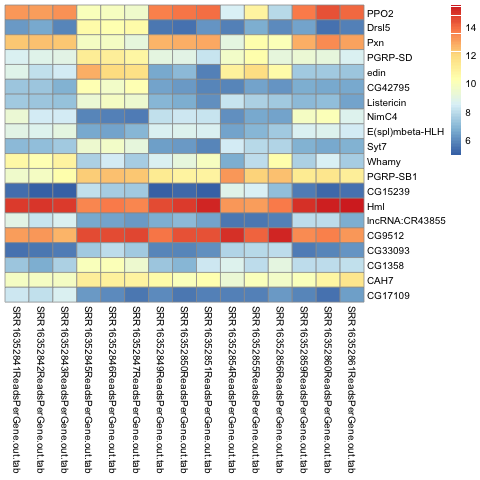 PPO2
Drsl5
Pxn
PGRP-SD
edin
CG42795
Listericin
NimC4
E(spl)mbeta-HLH
Syt7
Whamy
PGRP-SB1
CG15239
Hml
lncRNA:CR43855
CG9512
CG33093
CG1358
CAH7
CG17109
14
12
10
8
6
SRR16352841ReadsPerGene.out.tab
SRR16352842ReadsPerGene.out.tab
SRR16352843ReadsPerGene.out.tab
SRR16352845ReadsPerGene.out.tab
SRR16352846ReadsPerGene.out.tab
SRR16352847ReadsPerGene.out.tab
SRR16352849ReadsPerGene.out.tab
SRR16352850ReadsPerGene.out.tab
SRR16352851ReadsPerGene.out.tab
SRR16352854ReadsPerGene.out.tab
SRR16352855ReadsPerGene.out.tab
SRR16352856ReadsPerGene.out.tab
SRR16352859ReadsPerGene.out.tab
SRR16352860ReadsPerGene.out.tab
SRR16352861ReadsPerGene.out.tab